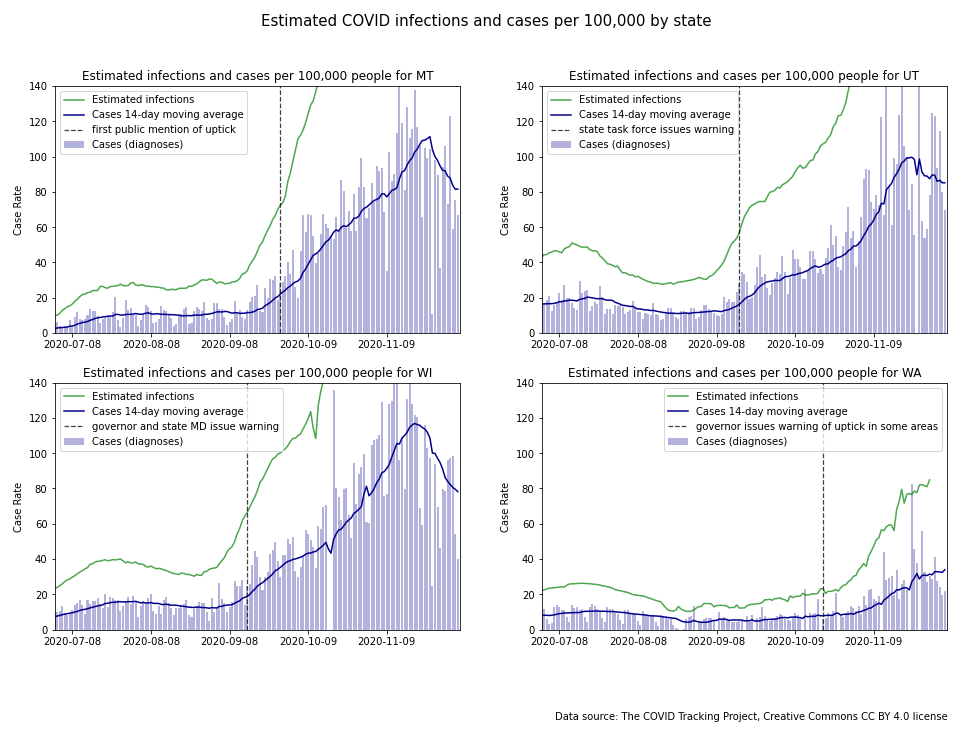 Estimated COVID infections and cases per 100,000 by state
Estimated infections and cases per 100,000 people for MT
Case Rate
140
120
100
80
60
40
20
0
Estimated infections
Cases 14-day moving average
first public mention of uptick
Cases (diagnoses)
2020-07-08 2020-08-08 2020-09-08 2020-10-09 2020-11-09
Estimated infections and cases per 100,000 people for UT
Case Rate
140
120
100
80
60
40
20
0
Estimated infections
Cases 14-day moving average
state task force issues warning
Cases (diagnoses)
2020-07-08 2020-08-08 2020-09-08 2020-10-09 2020-11-09
Estimated infections and cases per 100,000 people for WI
Case Rate
140
120
100
80
60
40
20
0
Estimated infections
Cases 14-day moving average
governor and state MD issue warning
Cases (diagnoses)
2020-07-08 2020-08-08 2020-09-08 2020-10-09 2020-11-09
Estimated infections and cases per 100,000 people for WA
Case Rate
140
120
100
80
60
40
20
0
Estimated infections
Cases 14-day moving average
governor issues warning of uptick in some areas
Cases (diagnoses)
2020-07-08 2020-08-08 2020-09-08 2020-10-09 2020-11-09
Data source: The COVID Tracking Project, Creative Commons CC BY 4.0 license